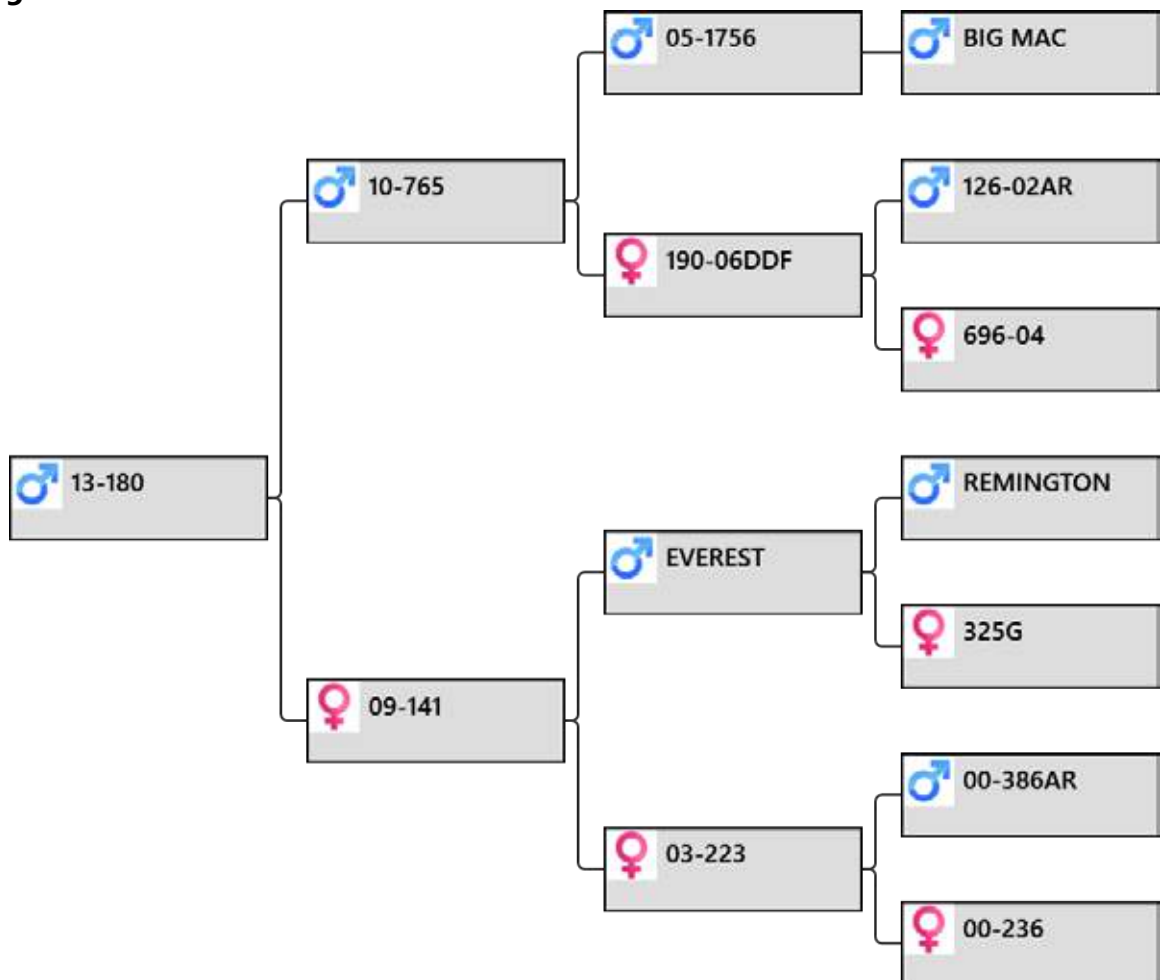 05-1756
BIG MAC
10-765
126-02AR
190-06DDF
696-04
13-180
REMINGTON
EVEREST
325G
09-141
00-386AR
03-223
00-236